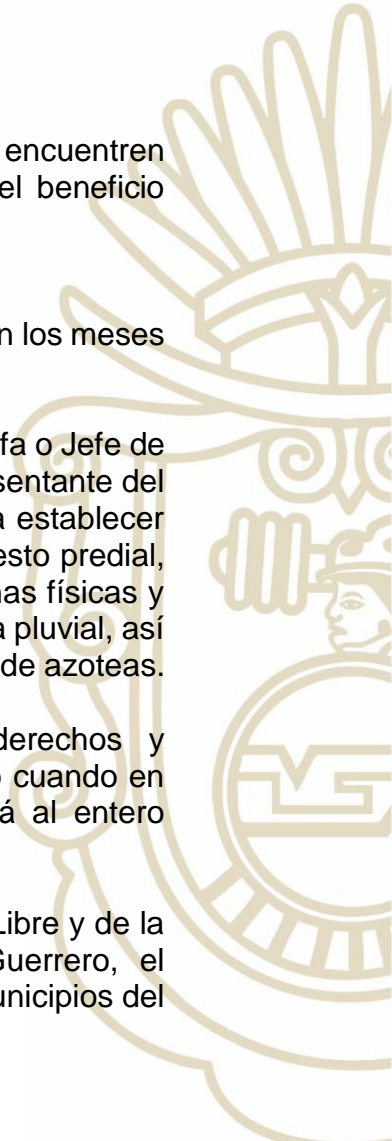 encuentren
el beneficio
n los meses
fa o Jefe de
sentante del
a establecer
esto predial,
nas físicas y
a pluvial, así
de azoteas.
derechos y
o cuando en
á al entero
Libre y de la
Guerrero, el
unicipios del